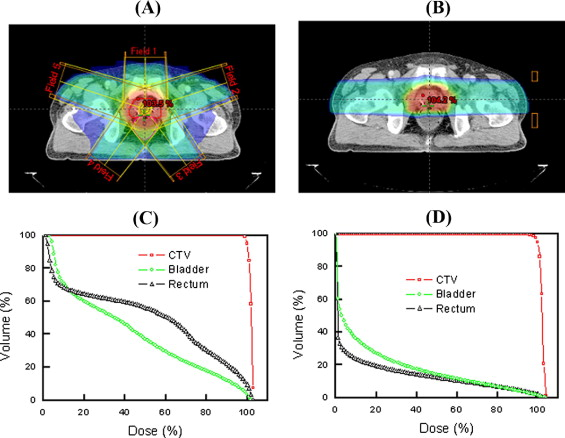 (A)
(B)
Field 1
Field 5
Field 2
Field 3
(C)
(D)
100
80
60
40
20
0
Volume (%)
CTV
Bladder
Rectum
0 20 40 60 80 100
Dose (%)
100
80
60
40
20
0
Volume (%)
CTV
Bladder
Rectum
0 20 40 60 80 100
Dose (%)